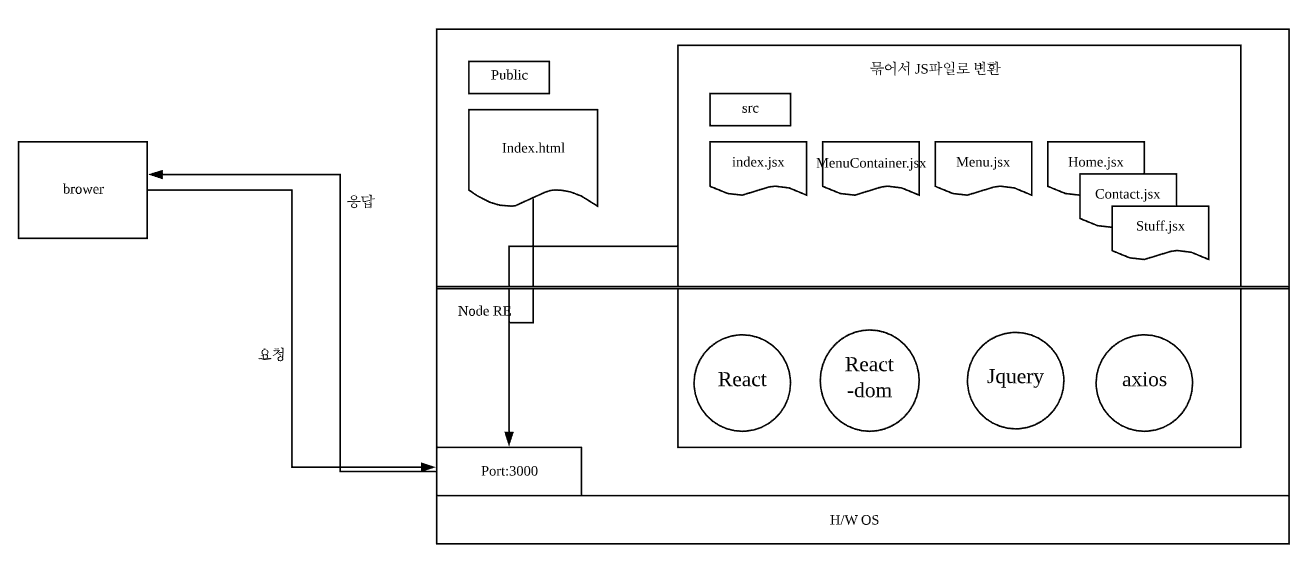 묶어서 JS파일로 변환
Public
src
Index.html
index.jsx
MenuContainer.jsx
Menu.jsx
Home.jsx
Contact.jsx
Stuff.jsx
brower
응답
요청
Node RE
React
React
-dom
Jquery
axios
Port:3000
H/W OS